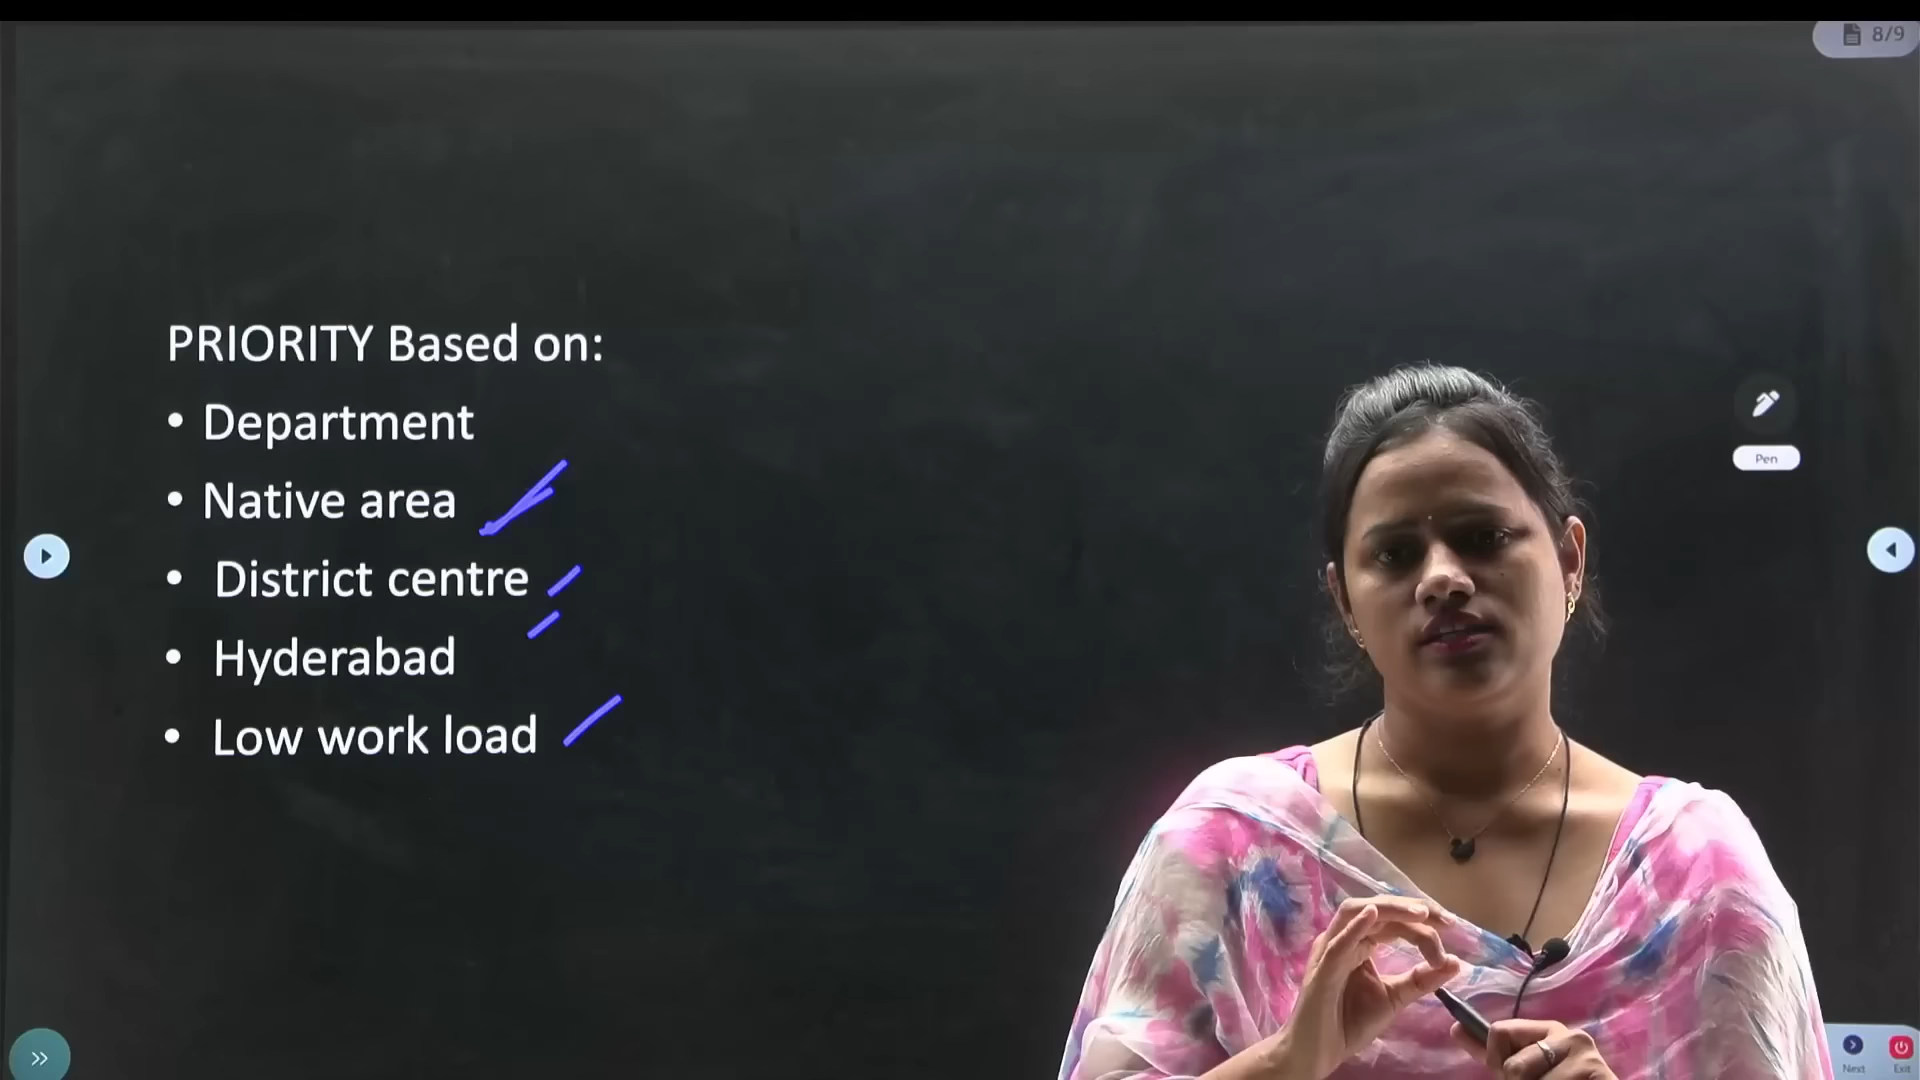 8/9
PRIORITY Based on:
• Department
• Native area
• District centre
• Hyderabad
• Low work load
Pen
Next
Exit